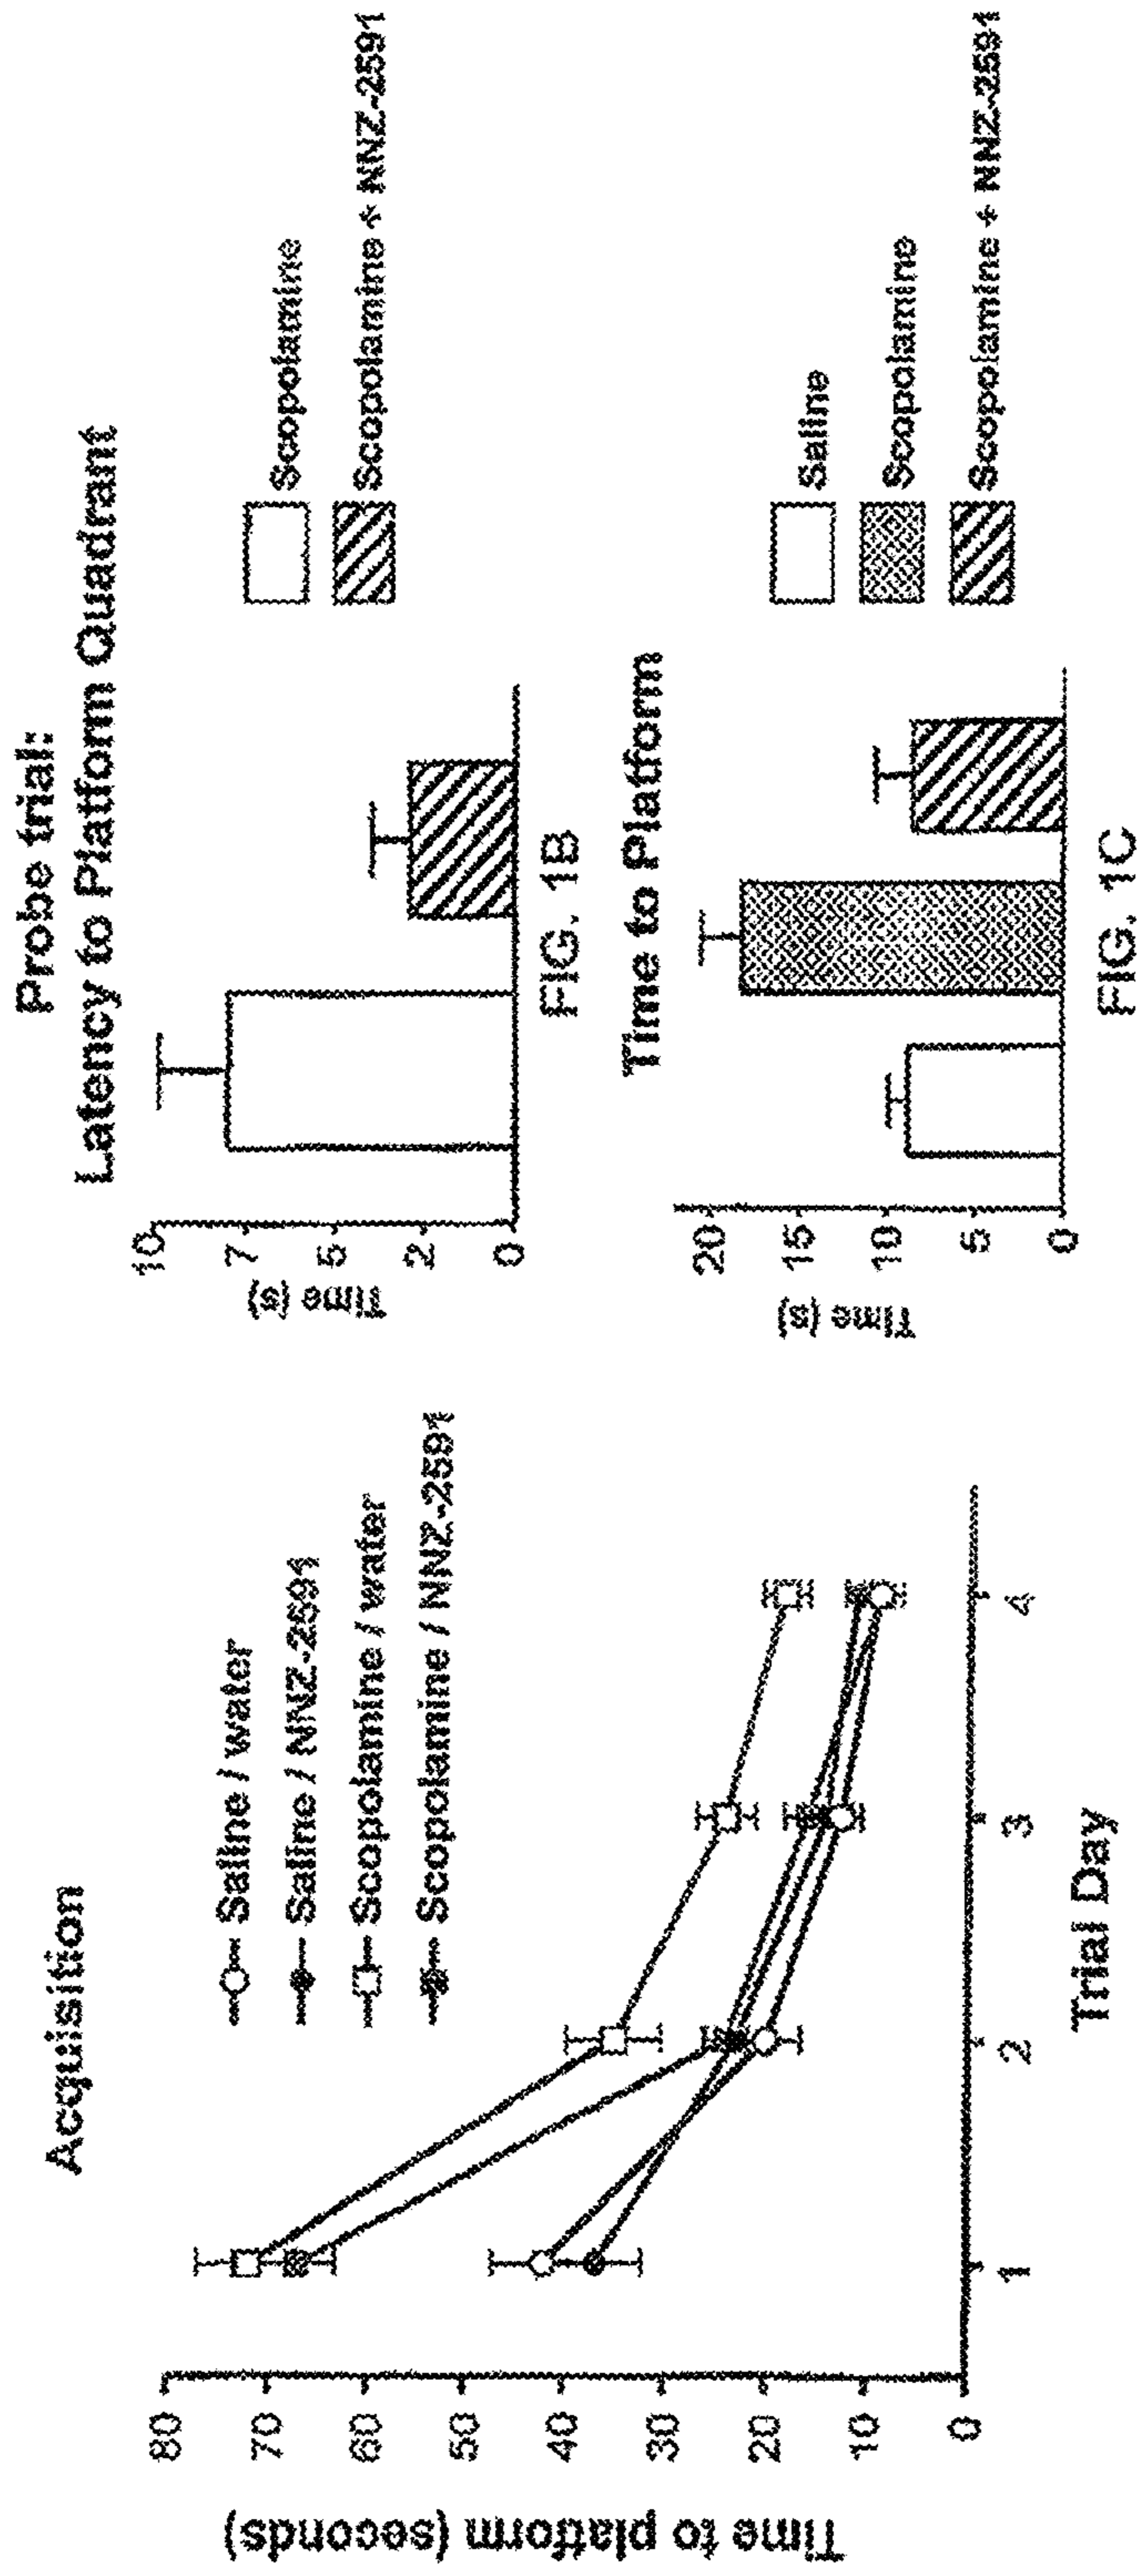 Acquisition
Saline / water
Saline / NNZ-2591
Scopolamine / water
Scopolamine / NNZ-2591
80
70
60
50
40
30
20
10
0
Time to platform (seconds)
1
2
3
4
Trial Day
Probe trial:
Latency to Platform Quadrant
10
7
5
2
0
Time (s)
Scopolamine
Scopolamine + NNZ-2591
FIG. 1B
Time to Platform
20
15
10
5
0
Time (s)
Saline
Scopolamine
Scopolamine + NNZ-2591
FIG. 1C